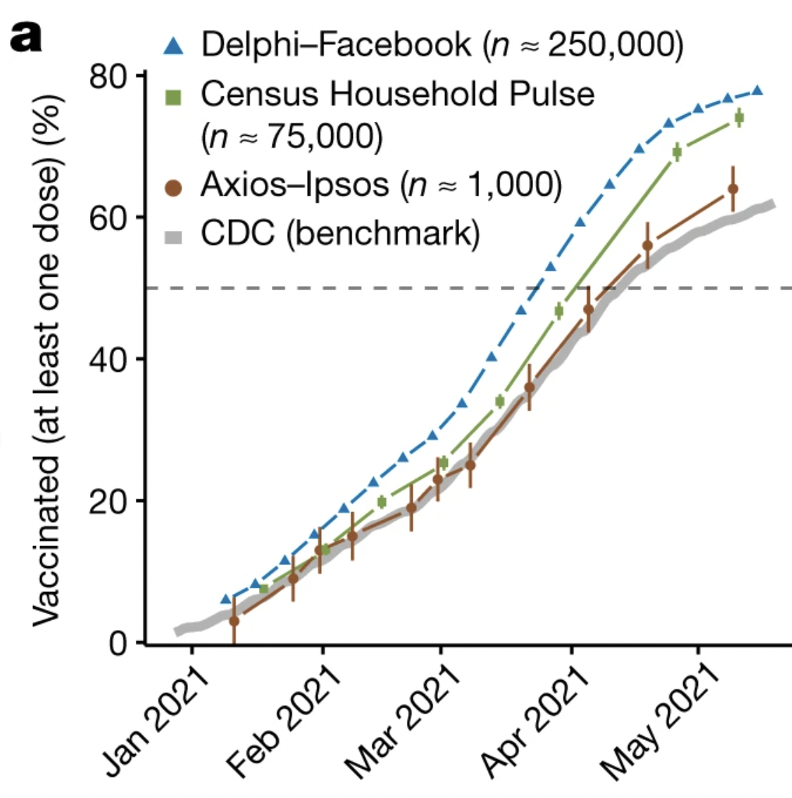 a
Delphi–Facebook (n ≈ 250,000)
Census Household Pulse
(n ≈ 75,000)
Axios–Ipsos (n ≈ 1,000)
CDC (benchmark)
Vaccinated (at least one dose) (%)
80
60
40
20
0
Jan 2021
Feb 2021
Mar 2021
Apr 2021
May 2021